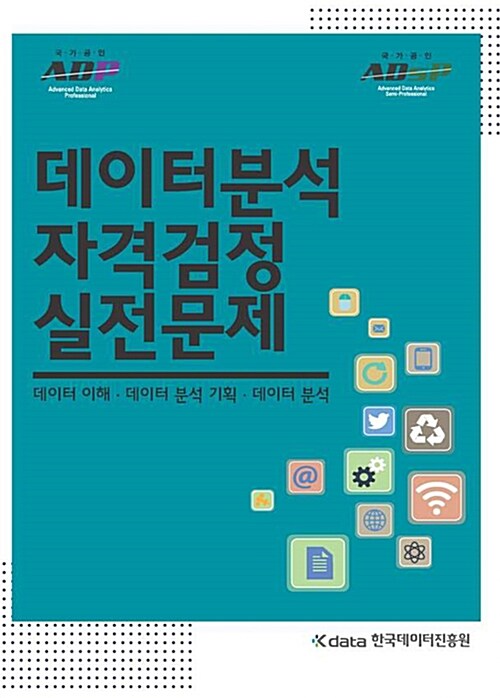 국·가·공·인
ADP
Advanced Data Analytics
Professional
국·가·공·인
ADsP
Advanced Data Analytics
Semi-Professional
데이터분석
자격검정
실전문제
데이터 이해 · 데이터 분석 기획 · 데이터 분석
@
Kdata 한국데이터진흥원